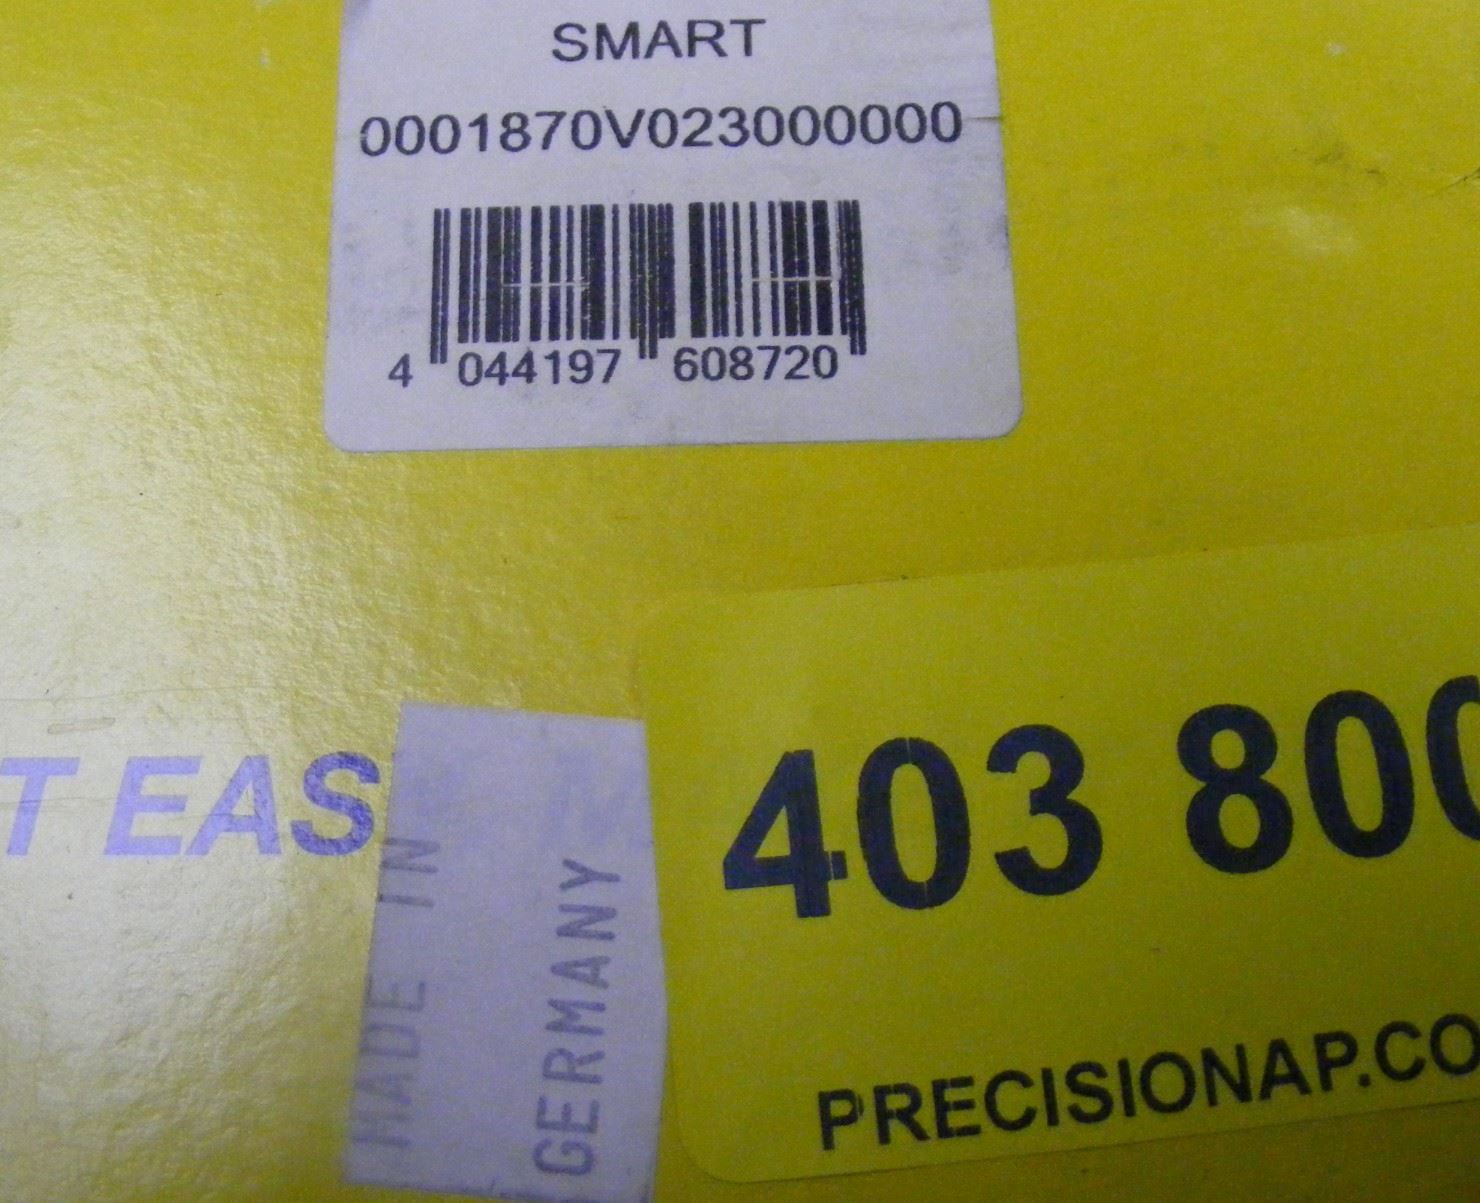 SMART
0001870V023000000
4 044197 608720
T EAS
MADE IN
GERMANY
403 800
PRECISIONAP.CO